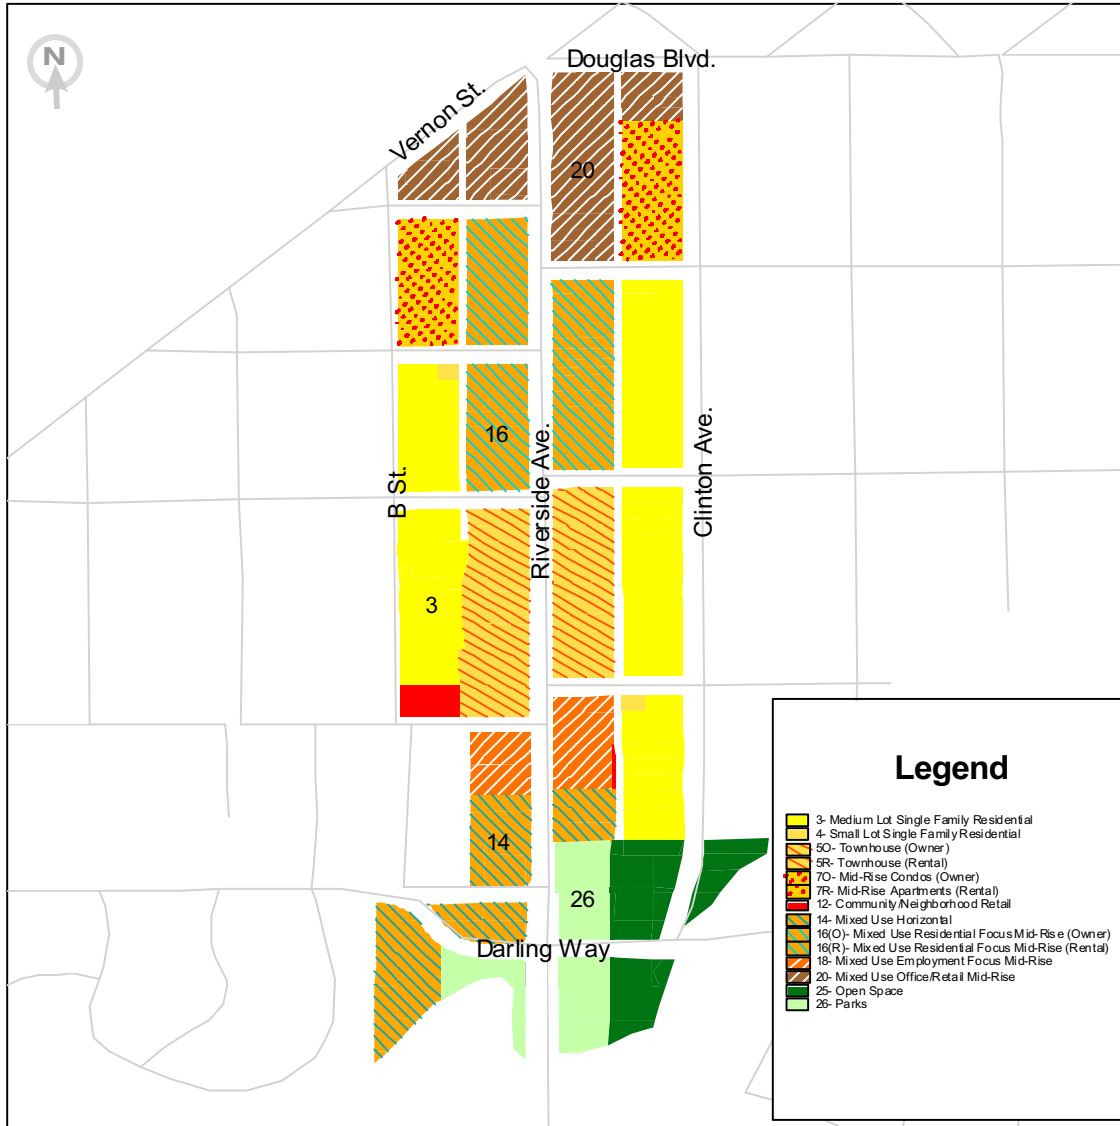 N
Douglas Blvd.
Vernon St.
20
16
B St.
Riverside Ave.
Clinton Ave.
3
14
26
Darling Way
Legend
3- Medium Lot Single Family Residential
4- Small Lot Single Family Residential
5O- Townhouse (Owner)
5R- Townhouse (Rental)
7O- Mid-Rise Condos (Owner)
7R- Mid-Rise Apartments (Rental)
12- Community/Neighborhood Retail
14- Mixed Use Horizontal
16(O)- Mixed Use Residential Focus Mid-Rise (Owner)
16(R)- Mixed Use Residential Focus Mid-Rise (Rental)
18- Mixed Use Employment Focus Mid-Rise
20- Mixed Use Office/Retail Mid-Rise
25- Open Space
26- Parks